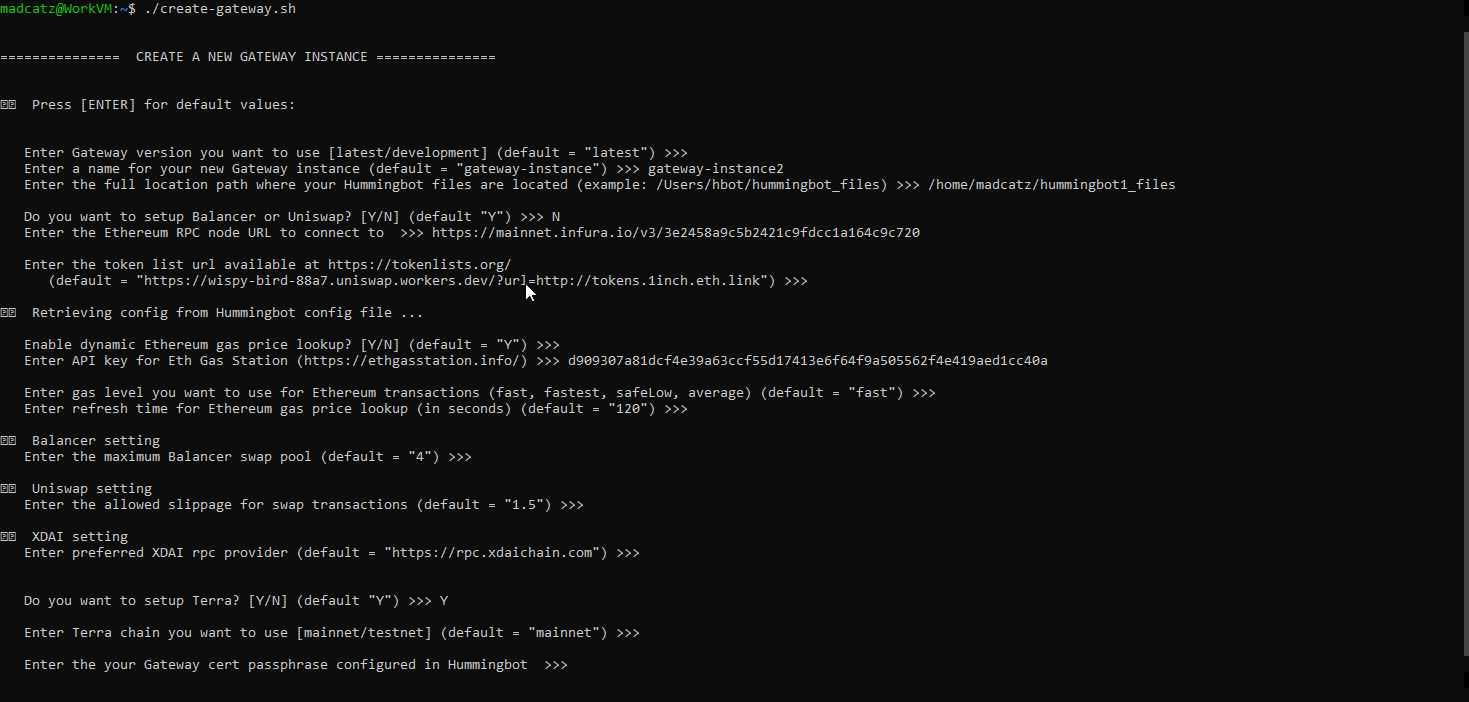 madcatz@WorkVM:~$ ./create-gateway.sh
=============== CREATE A NEW GATEWAY INSTANCE ===============
Press [ENTER] for default values:
Enter Gateway version you want to use [latest/development] (default = "latest") >>>
Enter a name for your new Gateway instance (default = "gateway-instance") >>> gateway-instance2
Enter the full location path where your Hummingbot files are located (example: /Users/hbot/hummingbot_files) >>> /home/madcatz/hummingbot1_files
Do you want to setup Balancer or Uniswap? [Y/N] (default "Y") >>> N
Enter the Ethereum RPC node URL to connect to >>> https://mainnet.infura.io/v3/3e2458a9c5b2421c9fdcc1a164c9c720
Enter the token list url available at https://tokenlists.org/
(default = "https://wispy-bird-88a7.uniswap.workers.dev/?url=http://tokens.1inch.eth.link") >>>
Retrieving config from Hummingbot config file ...
Enable dynamic Ethereum gas price lookup? [Y/N] (default = "Y") >>>
Enter API key for Eth Gas Station (https://ethgasstation.info/) >>> d909307a81dcf4e39a63ccf55d17413e6f64f9a505562f4e419aed1cc40a
Enter gas level you want to use for Ethereum transactions (fast, fastest, safeLow, average) (default = "fast") >>>
Enter refresh time for Ethereum gas price lookup (in seconds) (default = "120") >>>
Balancer setting
Enter the maximum Balancer swap pool (default = "4") >>>
Uniswap setting
Enter the allowed slippage for swap transactions (default = "1.5") >>>
XDAI setting
Enter preferred XDAI rpc provider (default = "https://rpc.xdaichain.com") >>>
Do you want to setup Terra? [Y/N] (default "Y") >>> Y
Enter Terra chain you want to use [mainnet/testnet] (default = "mainnet") >>>
Enter the your Gateway cert passphrase configured in Hummingbot >>>